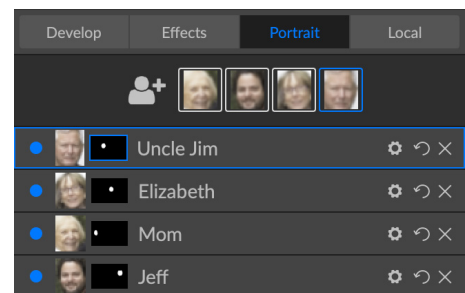 Develop Effects Portrait Local
Uncle Jim
Elizabeth
Mom
Jeff